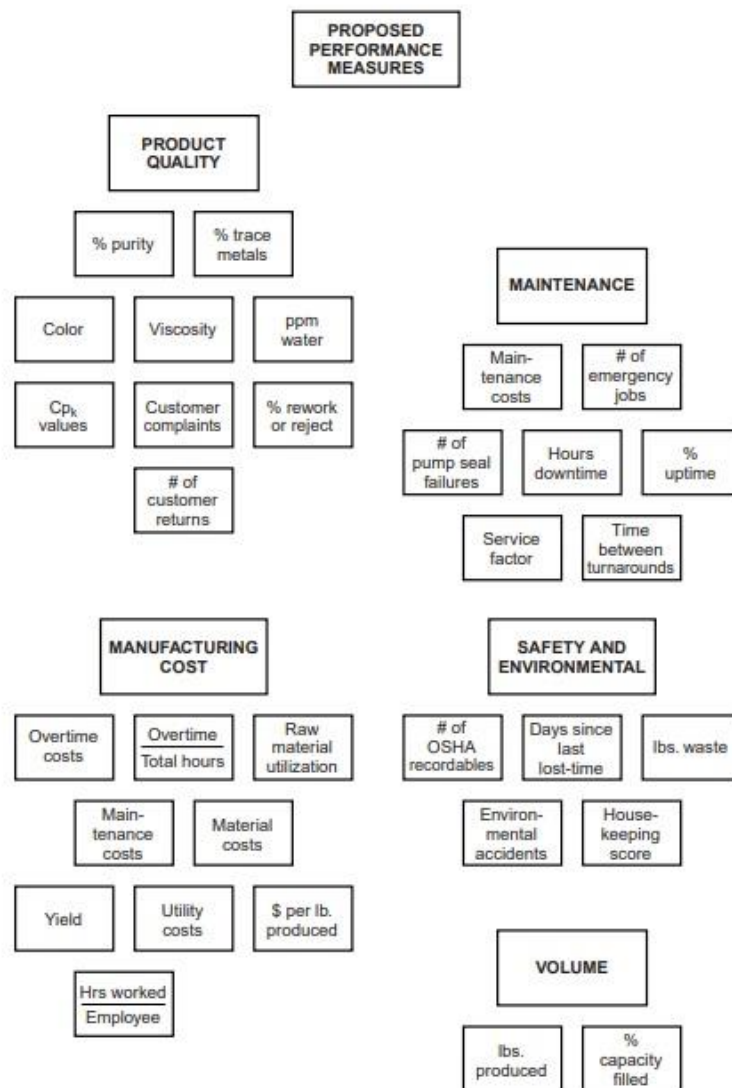 PROPOSED
PERFORMANCE
MEASURES
PRODUCT
QUALITY
% purity
% trace
metals
Color
Viscosity
ppm
water
Cpk
values
Customer
complaints
% rework
or reject
# of
customer
returns
MAINTENANCE
Main-
tenance
costs
# of
emergency
jobs
# of
pump seal
failures
Hours
downtime
%
uptime
Service
factor
Time
between
turnarounds
MANUFACTURING
COST
Overtime
costs
Overtime
Total hours
Raw
material
utilization
Main-
tenance
costs
Material
costs
Yield
Utility
costs
$ per lb.
produced
Hrs worked
Employee
SAFETY AND
ENVIRONMENTAL
# of
OSHA
recordables
Days since
last
lost-time
lbs. waste
Environ-
mental
accidents
House-
keeping
score
VOLUME
lbs.
produced
%
capacity
filled